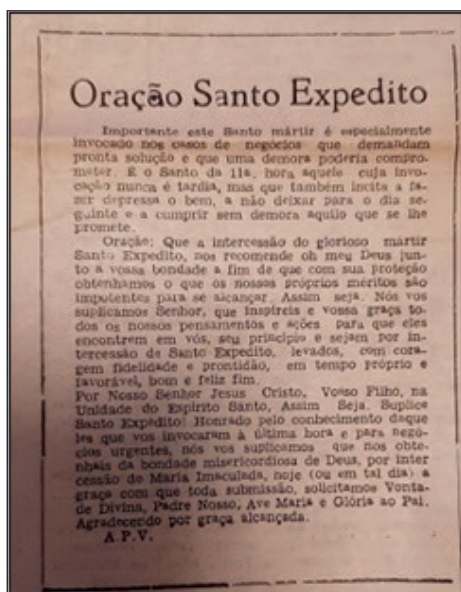 Oração Santo Expedito
Importante este Santo mártir é especialmente
invocado nos casos de negócios que demandam
pronta solução e que uma demora poderia compro-
meter. É o Santo da 11a. hora aquele cuja invo-
cação nunca é tardia, mas que também incita a fa-
zer depressa o bem, a não deixar para o dia se-
guinte e a cumprir sem demora aquilo que se lhe
promete.
Oração: Que a intercessão do glorioso mártir
Santo Expedito, nos recomende oh meu Deus jun-
to a vossa bondade a fim de que com sua proteção
obtenhamos o que os nossos próprios méritos são
impotentes para se alcançar. Assim seja. Nós vos
suplicamos Senhor, que inspireis e vossa graça to-
dos os nossos pensamentos e ações para que eles
encontrem em vós, seu princípio e sejam por in-
tercessão de Santo Expedito, levados, com cora-
gem fidelidade e prontidão, em tempo próprio e
favorável, bom e feliz fim.
Por Nosso Senhor Jesus Cristo, Vosso Filho, na
Unidade do Espírito Santo, Assim Seja. Suplice
Santo Expedito! Honrado pelo conhecimento daque
les que vos invocaram à última hora e para negó-
cios urgentes, nós vos suplicamos que nos obte-
nhais da bondade misericordiosa de Deus, por inter
cessão de Maria Imaculada, hoje (ou em tal dia) a
graça com que toda submissão, solicitamos Vonta-
de Divina, Padre Nosso, Ave Maria e Glória ao Pai.
Agradecendo por graça alcançada.
A.P.V.